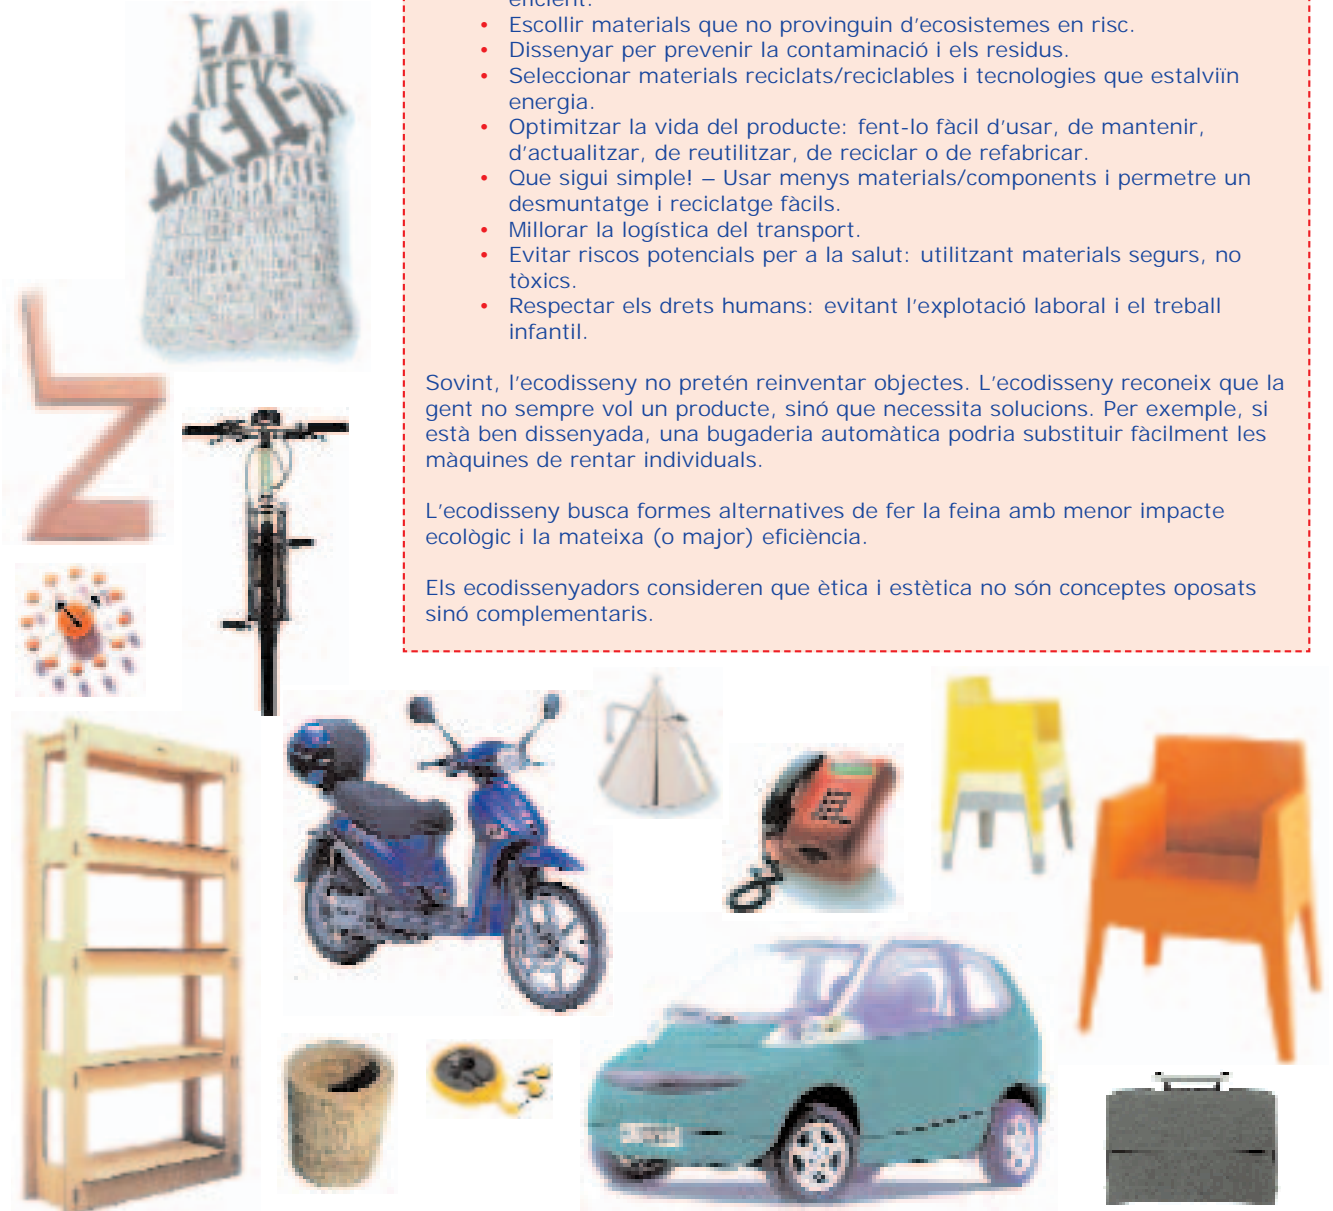 eficient.
• Escollir materials que no provinguin d'ecosistemes en risc.
• Dissenyar per prevenir la contaminació i els residus.
• Seleccionar materials reciclats/reciclables i tecnologies que estalviïn
energia.
• Optimitzar la vida del producte: fent-lo fàcil d'usar, de mantenir,
d'actualitzar, de reutilitzar, de reciclar o de refabricar.
• Que sigui simple! – Usar menys materials/components i permetre un
desmuntatge i reciclatge fàcils.
• Millorar la logística del transport.
• Evitar riscos potencials per a la salut: utilitzant materials segurs, no
tòxics.
• Respectar els drets humans: evitant l'explotació laboral i el treball
infantil.
Sovint, l'ecodisseny no pretén reinventar objectes. L'ecodisseny reconeix que la
gent no sempre vol un producte, sinó que necessita solucions. Per exemple, si
està ben dissenyada, una bugaderia automàtica podria substituir fàcilment les
màquines de rentar individuals.
L'ecodisseny busca formes alternatives de fer la feina amb menor impacte
ecològic i la mateixa (o major) eficiència.
Els ecodissenyadors consideren que ètica i estètica no són conceptes oposats
sinó complementaris.